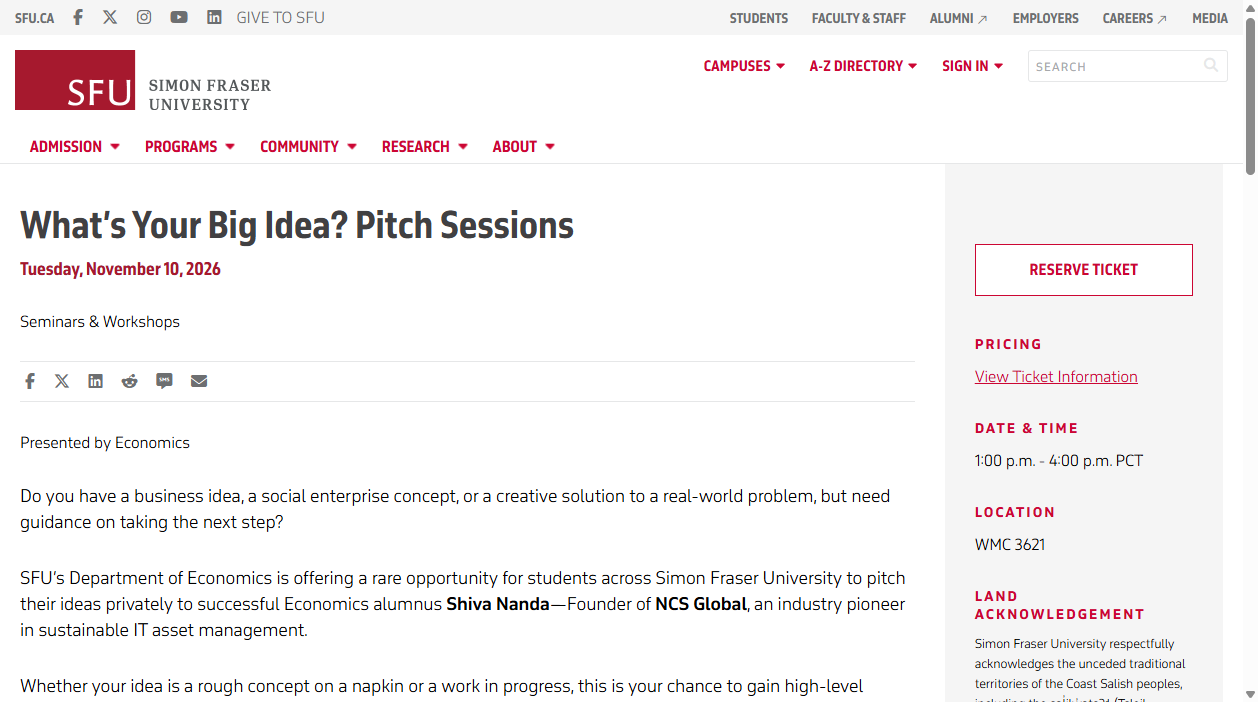 SFU.CA GIVE TO SFU STUDENTS FACULTY & STAFF ALUMNI EMPLOYERS CAREERS MEDIA
SFU SIMON FRASER
UNIVERSITY
CAMPUSES A-Z DIRECTORY SIGN IN SEARCH
ADMISSION PROGRAMS COMMUNITY RESEARCH ABOUT
What's Your Big Idea? Pitch Sessions
Tuesday, November 10, 2026
Seminars & Workshops
SMS
Presented by Economics
Do you have a business idea, a social enterprise concept, or a creative solution to a real-world problem, but need
guidance on taking the next step?
SFU's Department of Economics is offering a rare opportunity for students across Simon Fraser University to pitch
their ideas privately to successful Economics alumnus Shiva Nanda—Founder of NCS Global, an industry pioneer
in sustainable IT asset management.
Whether your idea is a rough concept on a napkin or a work in progress, this is your chance to gain high-level
RESERVE TICKET
PRICING
View Ticket Information
DATE & TIME
1:00 p.m. - 4:00 p.m. PCT
LOCATION
WMC 3621
LAND
ACKNOWLEDGEMENT
Simon Fraser University respectfully
acknowledges the unceded traditional
territories of the Coast Salish peoples,
including the